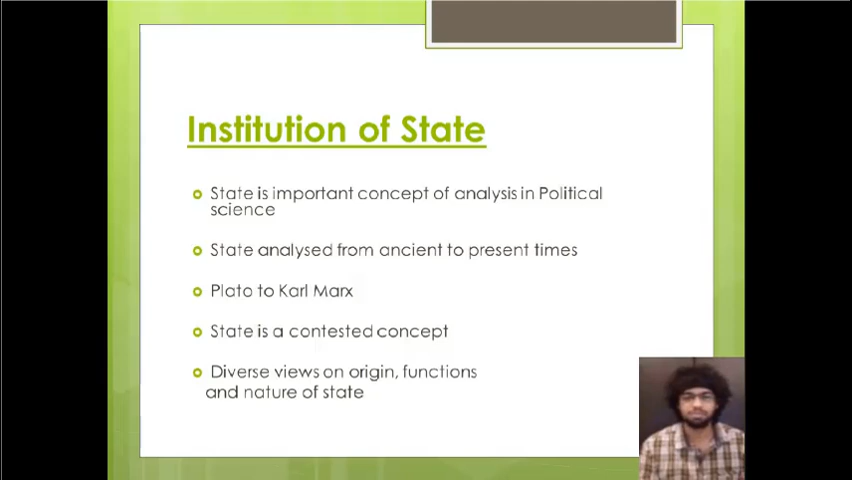 Institution of State
State is important concept of analysis in Political
science
State analysed from ancient to present times
Plato to Karl Marx
State is a contested concept
Diverse views on origin, functions
and nature of state